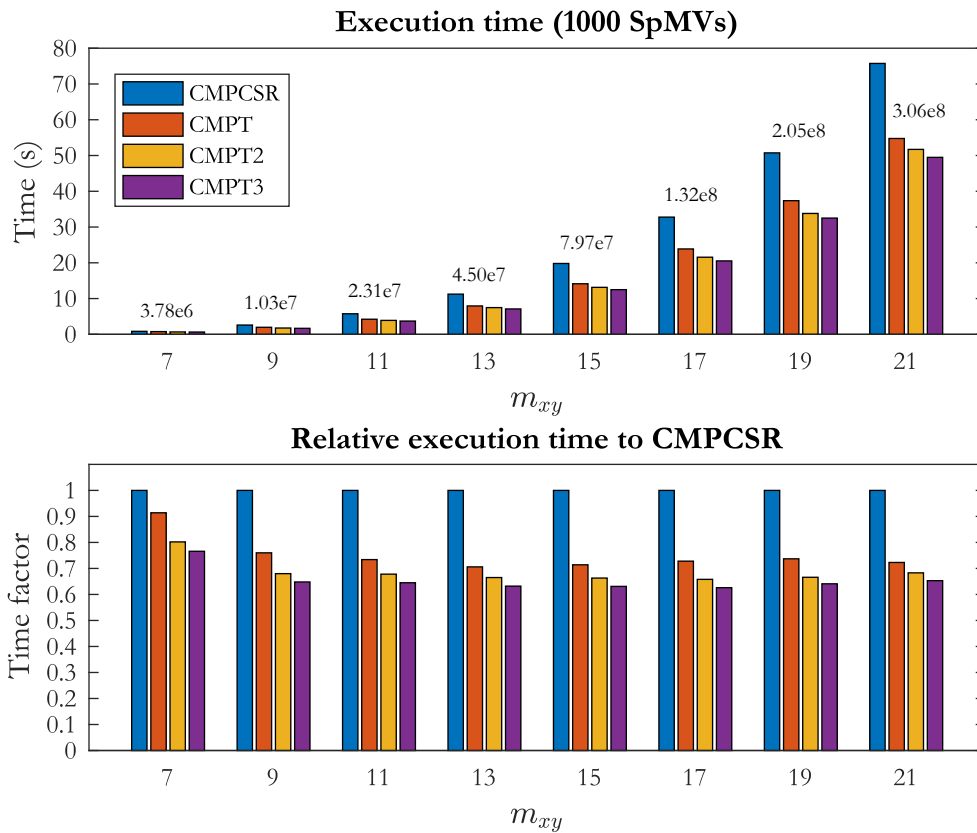 Execution time (1000 SpMVs)
80
70
60
50
40
30
20
10
0
Time (s)
CMPCSR
CMPT
CMPT2
CMPT3
3.78e6
1.03e7
2.31e7
4.50e7
7.97e7
1.32e8
2.05e8
3.06e8
7 9 11 13 15 17 19 21
m_{xy}
Relative execution time to CMPCSR
1
0.9
0.8
0.7
0.6
0.5
0.4
0.3
0.2
0.1
0
Time factor
7 9 11 13 15 17 19 21
m_{xy}